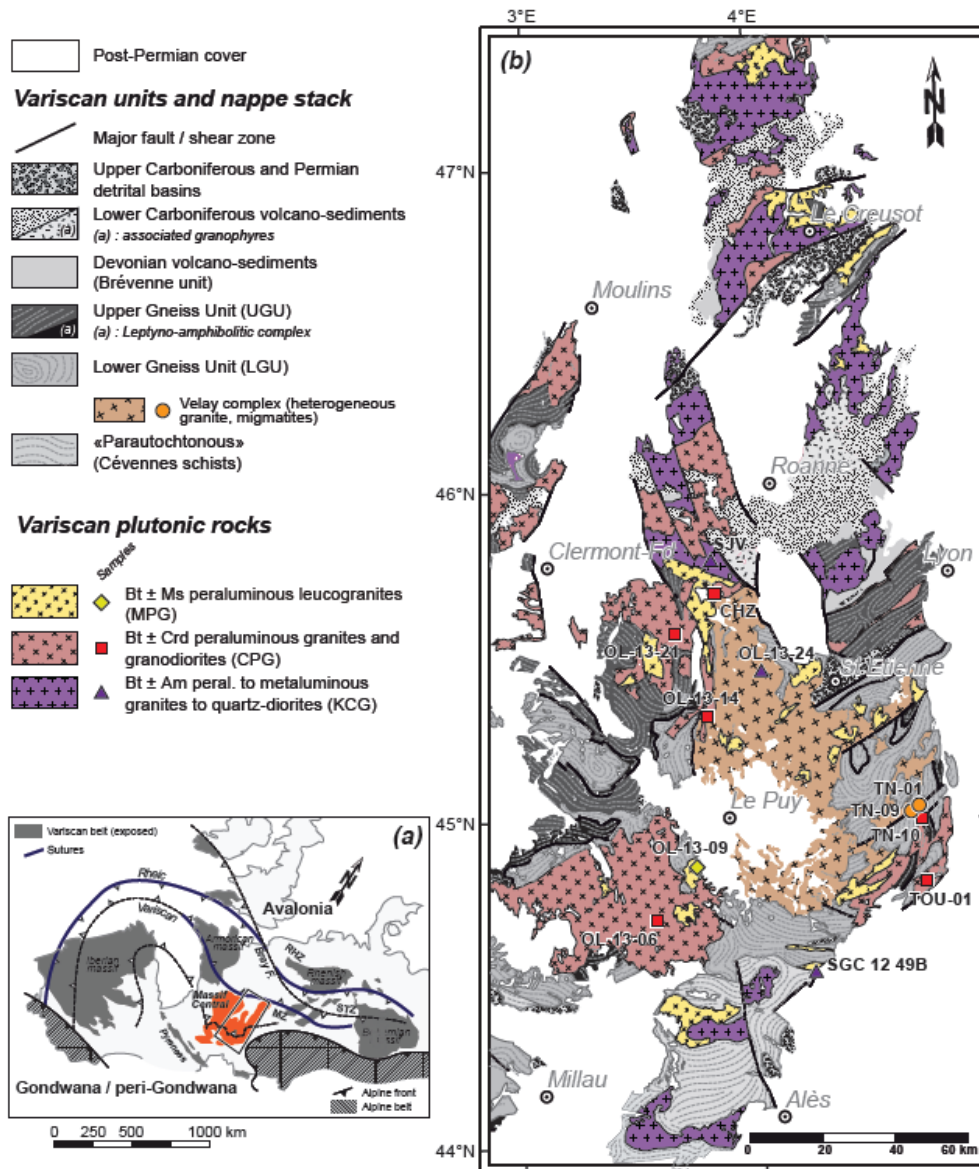 Post-Permian cover
Variscan units and nappe stack
Major fault / shear zone
Upper Carboniferous and Permian
detrital basins
Lower Carboniferous volcano-sediments
(a) : associated granophyres
(a)
Devonian volcano-sediments
(Brévenne unit)
Upper Gneiss Unit (UGU)
(a) : Leptyno-amphibolitic complex
(a)
Lower Gneiss Unit (LGU)
Velay complex (heterogeneous
granite, migmatites)
«Parautochtonous»
(Cévennes schists)
Variscan plutonic rocks
Samples
Bt ± Ms peraluminous leucogranites
(MPG)
Bt ± Crd peraluminous granites and
granodiorites (CPG)
Bt ± Am peral. to metaluminous
granites to quartz-diorites (KCG)
(a)
Variscan belt (exposed)
Sutures
N
Rheic
Variscan
Avalonia
Armorican
massif
Bray F.
RHZ
Rhenish
massif
Iberian
massif
Massif
Central
MZ
STZ
Pyrenees
Gondwana / peri-Gondwana
Alpine front
Alpine belt
0 250 500 1000 km
3°E 4°E
(b)
N
47°N
Le Creusot
Moulins
46°N
Roanne
Clermont-Fd
SJV
Lyon
CHZ
OL-13-21
OL-13-24
St Etienne
OL-13-14
45°N
Le Puy
TN-01
TN-09
TN-10
OL-13-09
TOU-01
OL-13-06
SGC 12 49B
Millau
Alès
44°N
0 20 40 60 km